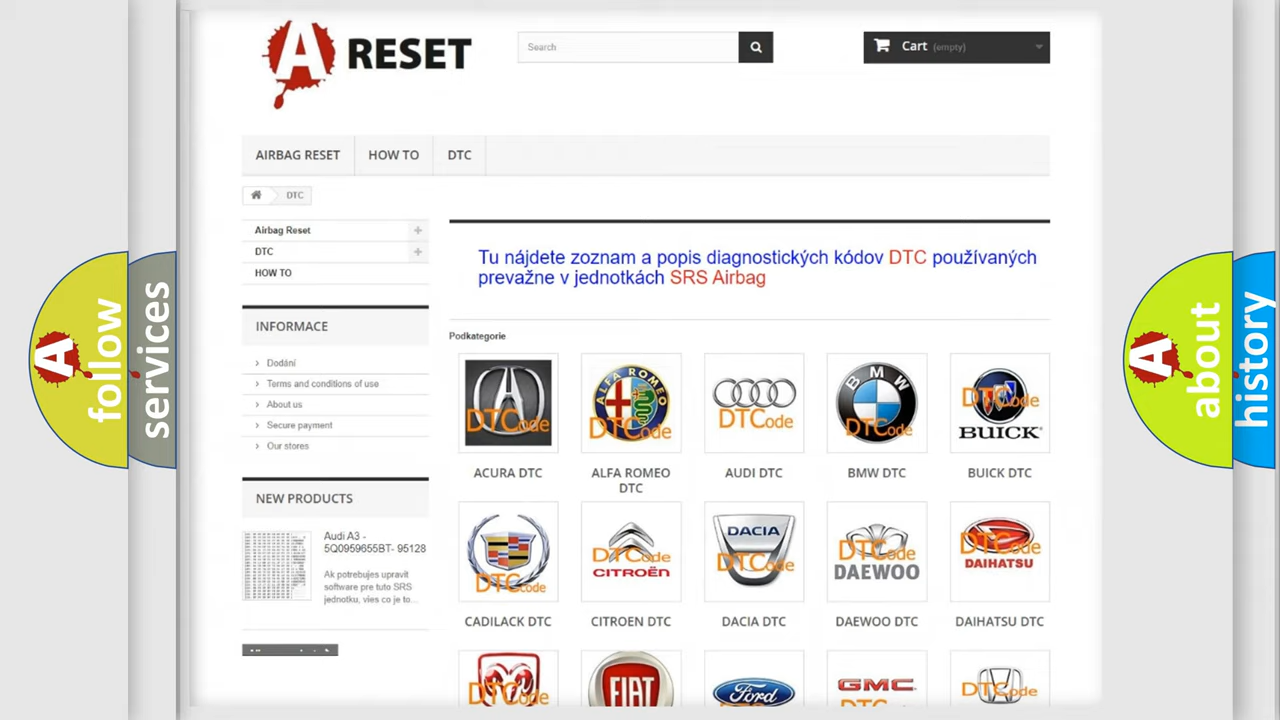 A RESET
Search
Cart (empty)
AIRBAG RESET
HOW TO
DTC
DTC
Airbag Reset
DTC
HOW TO
INFORMACE
Dodání
Terms and conditions of use
About us
Secure payment
Our stores
NEW PRODUCTS
Audi A3 -
5Q0959655BT- 95128
Ak potrebujes upravit
software pre tuto SRS
jednotku, vies co je to...
Tu nájdete zoznam a popis diagnostických kódov DTC používaných
prevažne v jednotkách SRS Airbag
Podkategorie
DTCode
ALFA ROMEO
DTCode
DTCode
BMW
DTCode
DTCode
BUICK
ACURA DTC
ALFA ROMEO
DTC
AUDI DTC
BMW DTC
BUICK DTC
DTCode
DTCode
CITROËN
DACIA
DTCode
DTCode
DAEWOO
DTCode
DAIHATSU
CADILACK DTC
CITROEN DTC
DACIA DTC
DAEWOO DTC
DAIHATSU DTC
DTCode
FIAT
Ford
GMC
DTCode
A follow
services
A about
history